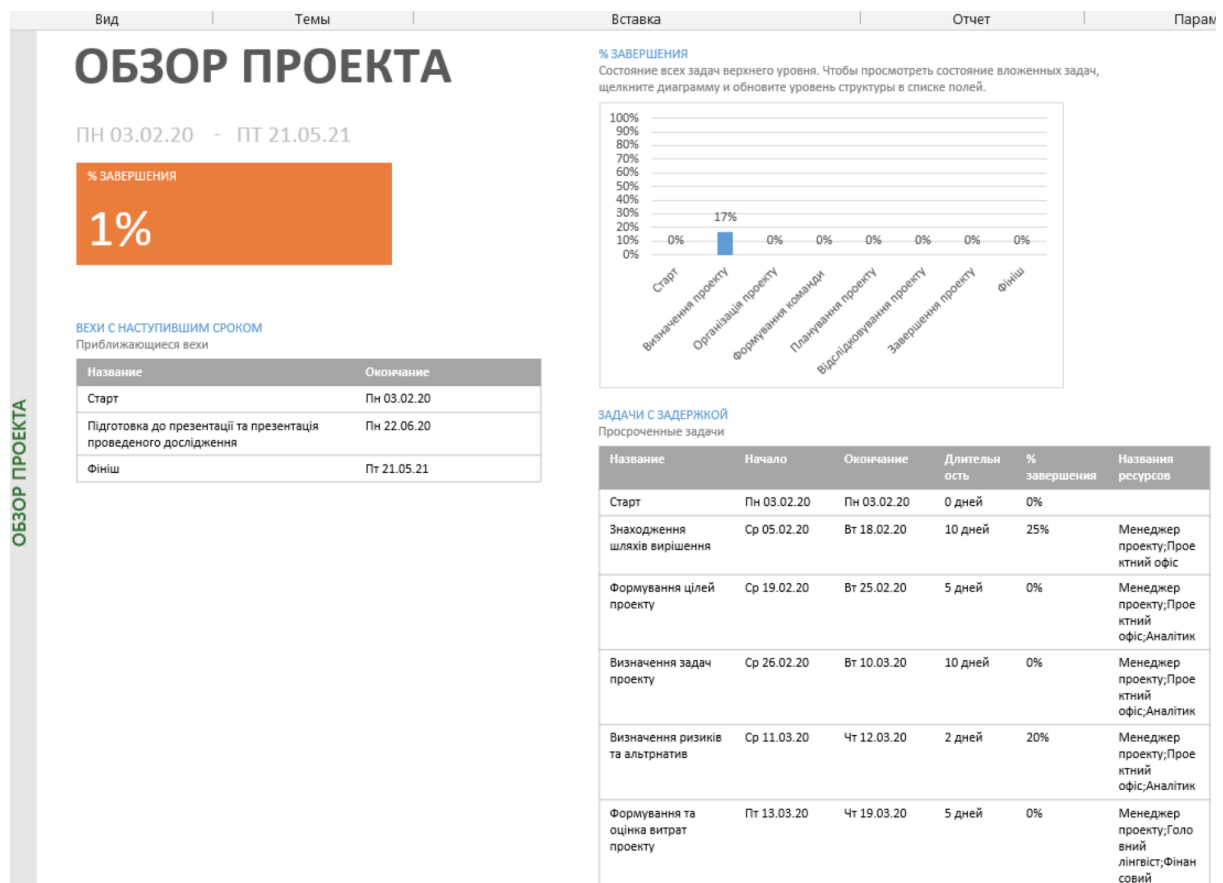 Вид Темы Вставка Отчет Парам
ОБЗОР ПРОЕКТА
ОБЗОР ПРОЕКТА
ПН 03.02.20 - ПТ 21.05.21
% ЗАВЕРШЕНИЯ
1%
ВЕХИ С НАСТУПИВШИМ СРОКОМ
Приближающиеся вехи
Название Окончание
Старт Пн 03.02.20
Підготовка до презентації та презентація Пн 22.06.20
проведеного дослідження
Фініш Пт 21.05.21
% ЗАВЕРШЕНИЯ
Состояние всех задач верхнего уровня. Чтобы просмотреть состояние вложенных задач,
щелкните диаграмму и обновите уровень структуры в списке полей.
100%
90%
80%
70%
60%
50%
40%
30%
20%
10%
0%
0% 17% 0% 0% 0% 0% 0% 0%
Старт
Визначення проекту
Організація проекту
Формування команди
Планування проекту
Відслідковування проекту
Завершення проекту
Фініш
ЗАДАЧИ С ЗАДЕРЖКОЙ
Просроченные задачи
Название Начало Окончание Длительн % Названия
ость завершения ресурсов
Старт Пн 03.02.20 Пн 03.02.20 0 дней 0%
Знаходження Ср 05.02.20 Вт 18.02.20 10 дней 25% Менеджер
шляхів вирішення проекту;Прое
ктний офіс
Формування цілей Ср 19.02.20 Вт 25.02.20 5 дней 0% Менеджер
проекту проекту;Прое
ктний
офіс;Аналітик
Визначення задач Ср 26.02.20 Вт 10.03.20 10 дней 0% Менеджер
проекту проекту;Прое
ктний
офіс;Аналітик
Визначення ризиків Ср 11.03.20 Чт 12.03.20 2 дней 20% Менеджер
та альтрнатив проекту;Прое
ктний
офіс;Аналітик
Формування та Пт 13.03.20 Чт 19.03.20 5 дней 0% Менеджер
оцінка витрат проекту;Голо
проекту вний
лінгвіст;Фінан
совий